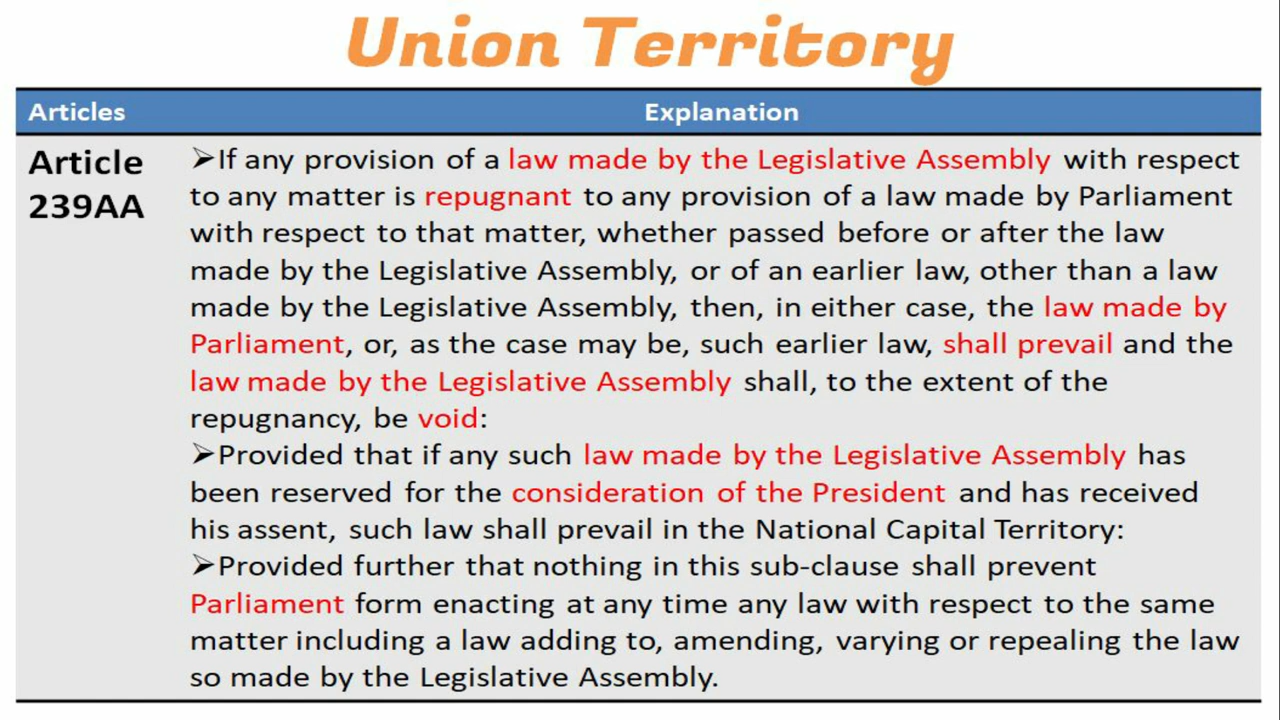 Union Territory
Articles Explanation
Article
239AA
➢If any provision of a law made by the Legislative Assembly with respect
to any matter is repugnant to any provision of a law made by Parliament
with respect to that matter, whether passed before or after the law
made by the Legislative Assembly, or of an earlier law, other than a law
made by the Legislative Assembly, then, in either case, the law made by
Parliament, or, as the case may be, such earlier law, shall prevail and the
law made by the Legislative Assembly shall, to the extent of the
repugnancy, be void:
➢Provided that if any such law made by the Legislative Assembly has
been reserved for the consideration of the President and has received
his assent, such law shall prevail in the National Capital Territory:
➢Provided further that nothing in this sub-clause shall prevent
Parliament form enacting at any time any law with respect to the same
matter including a law adding to, amending, varying or repealing the law
so made by the Legislative Assembly.